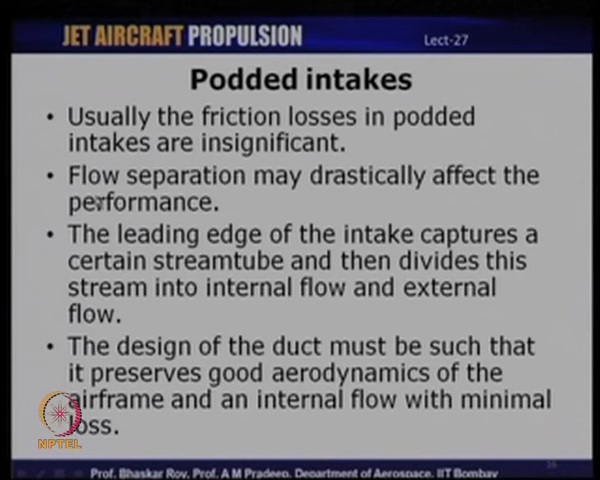 JET AIRCRAFT PROPULSION
Lect-27
Podded intakes
• Usually the friction losses in podded
intakes are insignificant.
• Flow separation may drastically affect the
performance.
• The leading edge of the intake captures a
certain streamtube and then divides this
stream into internal flow and external
flow.
• The design of the duct must be such that
it preserves good aerodynamics of the
airframe and an internal flow with minimal
loss.
NPTEL
16
Prof. Bhaskar Roy, Prof. A M Pradeep, Department of Aerospace, IIT Bombay